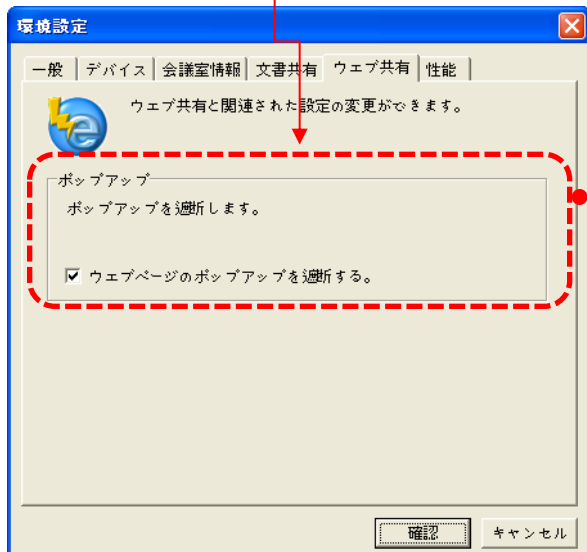 環境設定
一般 デバイス 会議室情報 文書共有 ウェブ共有 性能
ウェブ共有と関連された設定の変更ができます。
ポップアップ
ポップアップを遮断します。
ウェブページのポップアップを遮断する。
確認 キャンセル